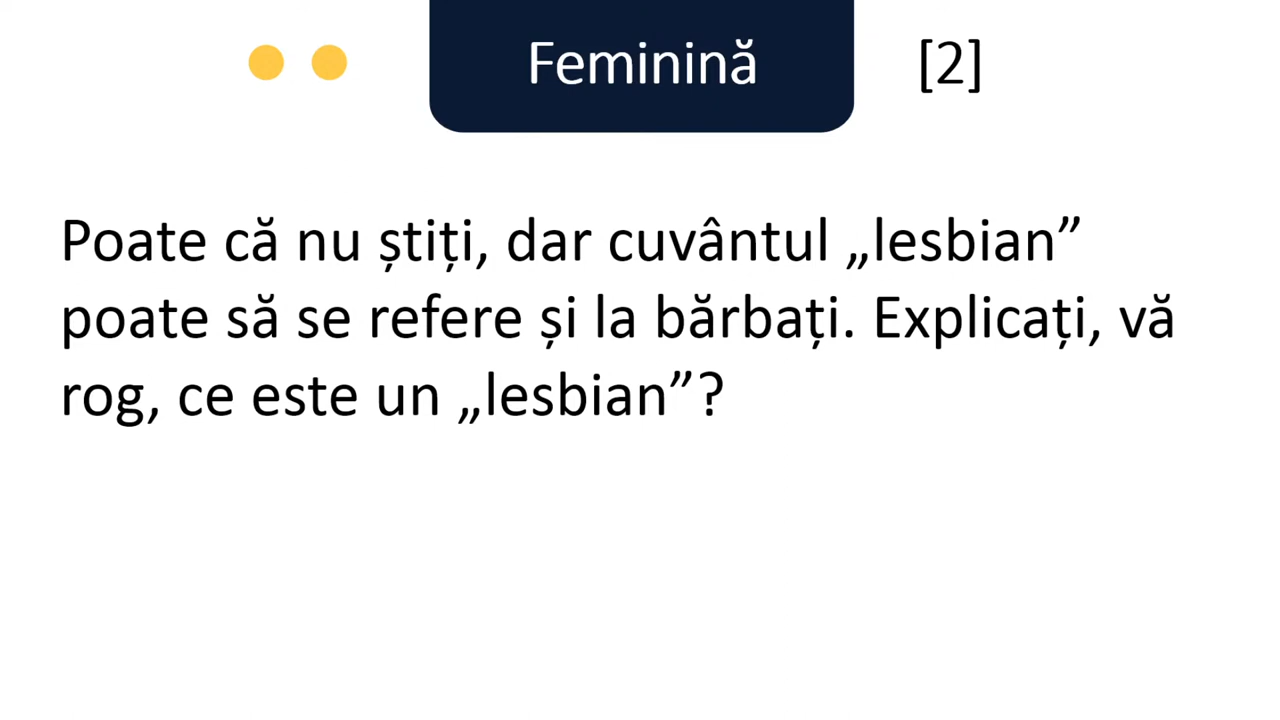 Feminină [2]
Poate că nu știți, dar cuvântul „lesbian”
poate să se refere și la bărbați. Explicați, vă
rog, ce este un „lesbian”?